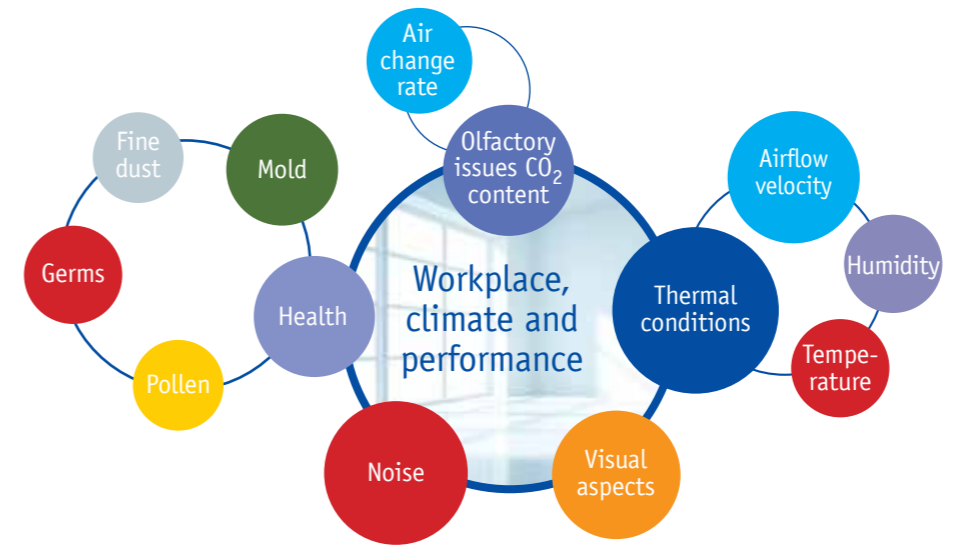 Air
change
rate
Olfactory
issues CO₂
content
Fine
dust
Mold
Germs
Health
Pollen
Workplace,
climate and
performance
Airflow
velocity
Humidity
Thermal
conditions
Tempe-
rature
Noise
Visual
aspects